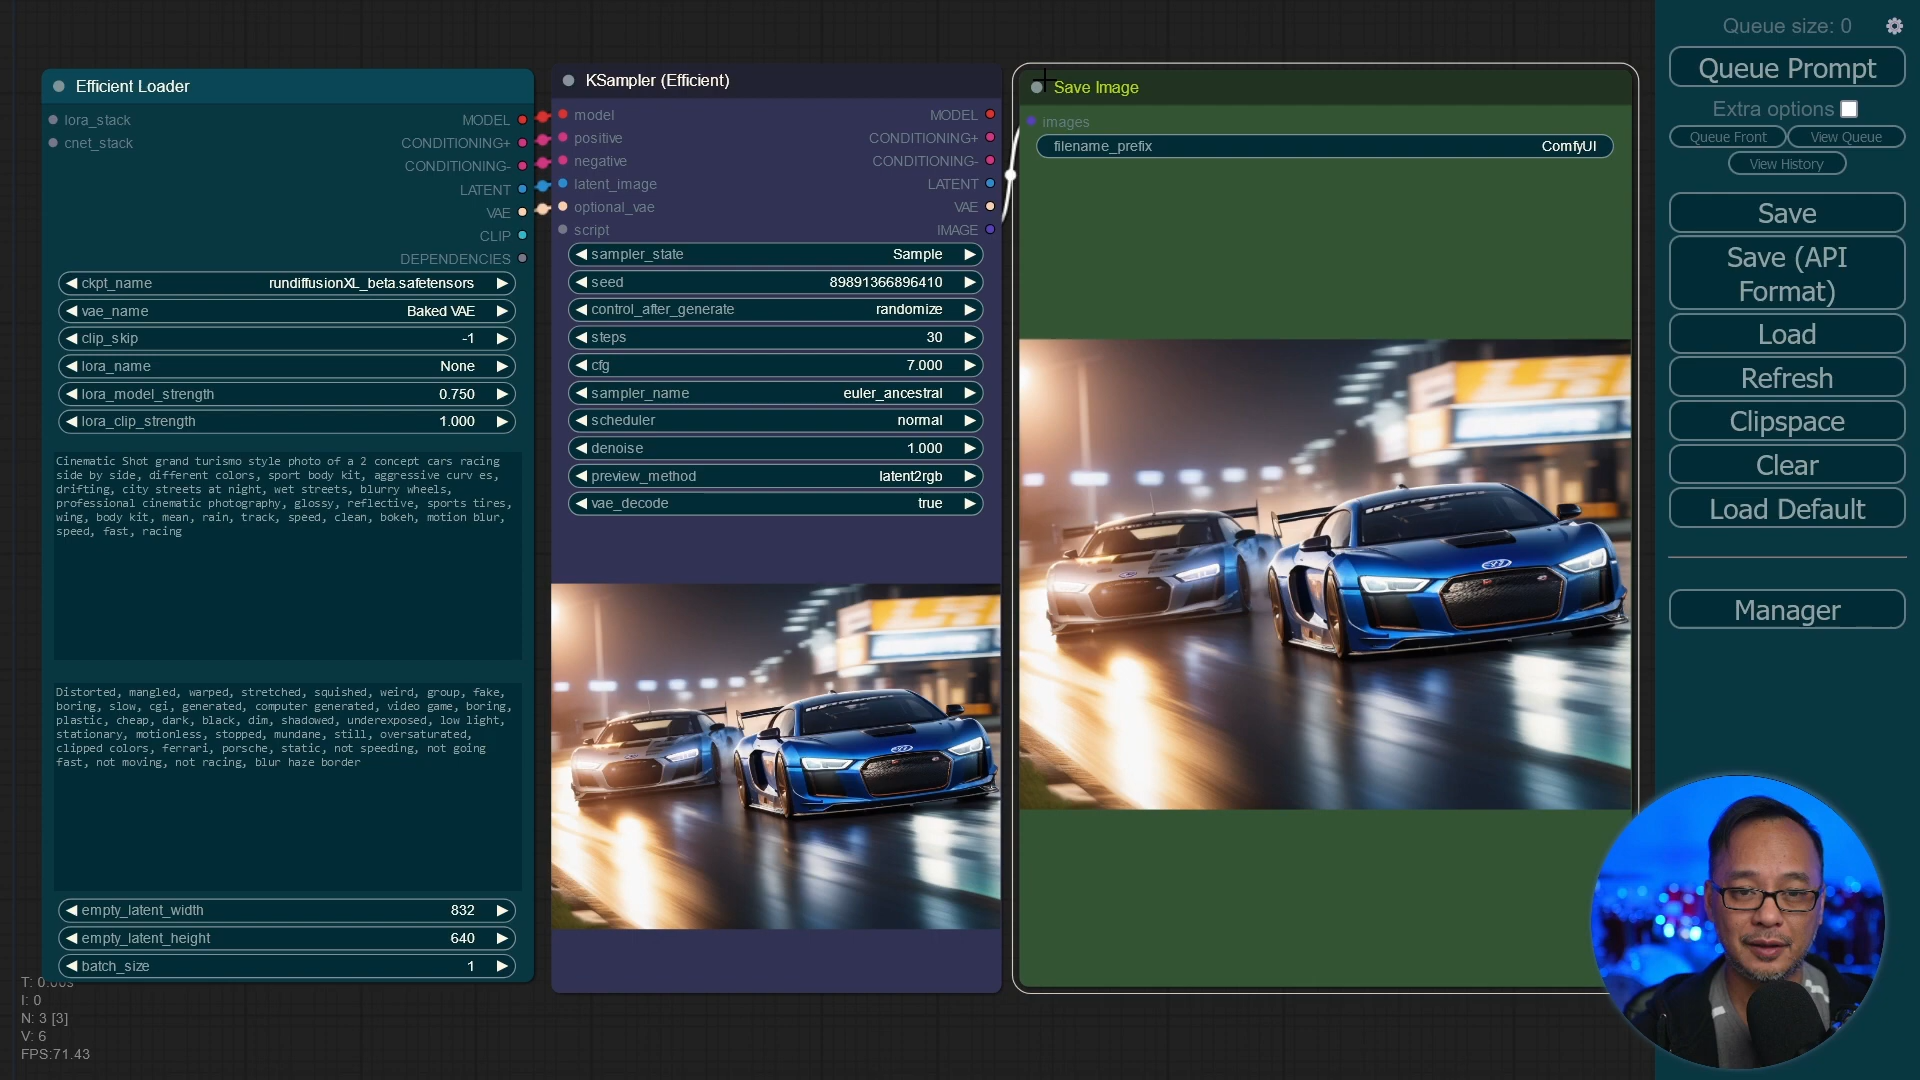 Efficient Loader
lora_stack
MODEL
cnet_stack
CONDITIONING+
CONDITIONING-
LATENT
VAE
CLIP
DEPENDENCIES
ckpt_name rundiffusionXL_beta.safetensors
vae_name Baked VAE
clip_skip -1
lora_name None
lora_model_strength 0.750
lora_clip_strength 1.000
Cinematic Shot grand turismo style photo of a 2 concept cars racing
side by side, different colors, sport body kit, aggressive curv es,
drifting, city streets at night, wet streets, blurry wheels,
professional cinematic photography, glossy, reflective, sports tires,
wing, body kit, mean, rain, track, speed, clean, bokeh, motion blur,
speed, fast, racing
Distorted, mangled, warped, stretched, squished, weird, group, fake,
boring, slow, cgi, generated, computer generated, video game, boring,
plastic, cheap, dark, black, dim, shadowed, underexposed, low light,
stationary, motionless, stopped, mundane, still, oversaturated,
clipped colors, ferrari, porsche, static, not speeding, not going
fast, not moving, not racing, blur haze border
empty_latent_width 832
empty_latent_height 640
batch_size 1
T: 0.00s
I: 0
N: 3 [3]
V: 6
FPS:71.43
KSampler (Efficient)
model MODEL
positive CONDITIONING+
negative CONDITIONING-
latent_image LATENT
optional_vae VAE
script IMAGE
sampler_state Sample
seed 89891366896410
control_after_generate randomize
steps 30
cfg 7.000
sampler_name euler_ancestral
scheduler normal
denoise 1.000
preview_method latent2rgb
vae_decode true
Save Image
images
filename_prefix ComfyUI
Queue size: 0
Queue Prompt
Extra options
Queue Front View Queue
View History
Save
Save (API
Format)
Load
Refresh
Clipspace
Clear
Load Default
Manager